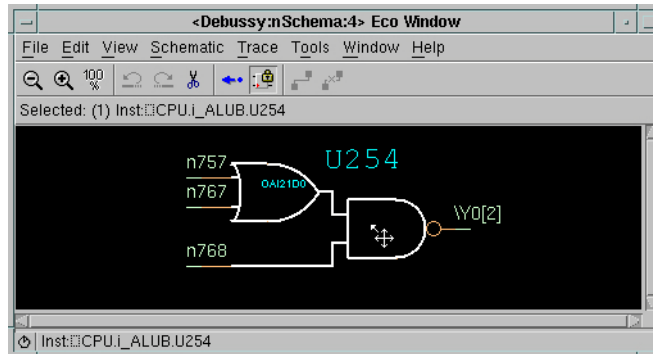 <Debussy:nSchema:4> Eco Window
File Edit View Schematic Trace Tools Window Help
100%
Selected: (1) Inst:CPU.i_ALUB.U254
U254
n757
OAI21D0
n767
\Y0[2]
n768
Inst:CPU.i_ALUB.U254